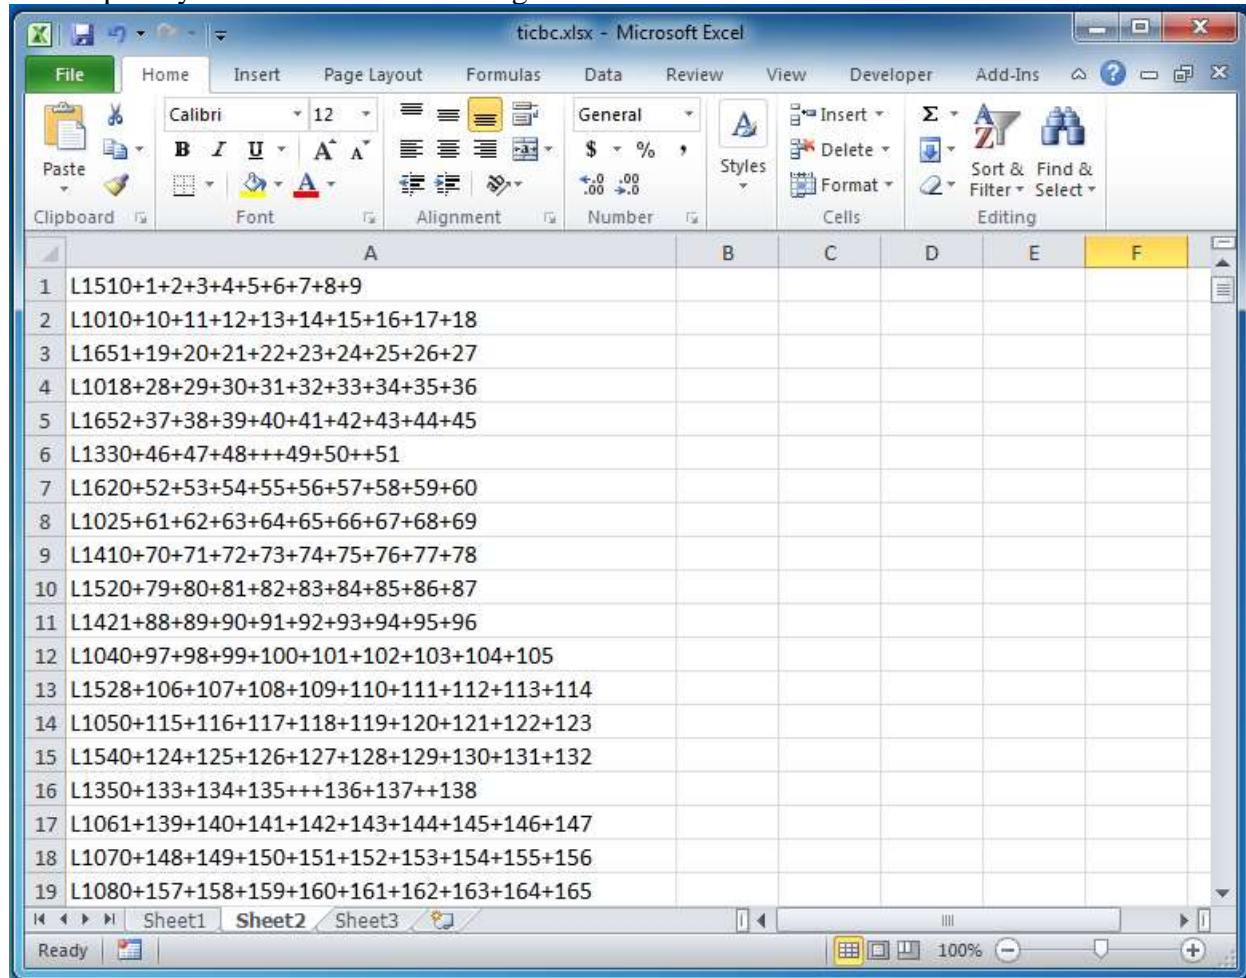 ticbc.xlsx - Microsoft Excel
File Home Insert Page Layout Formulas Data Review View Developer Add-Ins
Calibri 12 General Insert Σ
Paste B I U A A $ % , Styles Delete Sort & Filter Find & Select
A Format
Clipboard Font Alignment Number Cells Editing
A B C D E F
1 L1510+1+2+3+4+5+6+7+8+9
2 L1010+10+11+12+13+14+15+16+17+18
3 L1651+19+20+21+22+23+24+25+26+27
4 L1018+28+29+30+31+32+33+34+35+36
5 L1652+37+38+39+40+41+42+43+44+45
6 L1330+46+47+48+++49+50++51
7 L1620+52+53+54+55+56+57+58+59+60
8 L1025+61+62+63+64+65+66+67+68+69
9 L1410+70+71+72+73+74+75+76+77+78
10 L1520+79+80+81+82+83+84+85+86+87
11 L1421+88+89+90+91+92+93+94+95+96
12 L1040+97+98+99+100+101+102+103+104+105
13 L1528+106+107+108+109+110+111+112+113+114
14 L1050+115+116+117+118+119+120+121+122+123
15 L1540+124+125+126+127+128+129+130+131+132
16 L1350+133+134+135+++136+137++138
17 L1061+139+140+141+142+143+144+145+146+147
18 L1070+148+149+150+151+152+153+154+155+156
19 L1080+157+158+159+160+161+162+163+164+165
Sheet1 Sheet2 Sheet3
Ready 100%